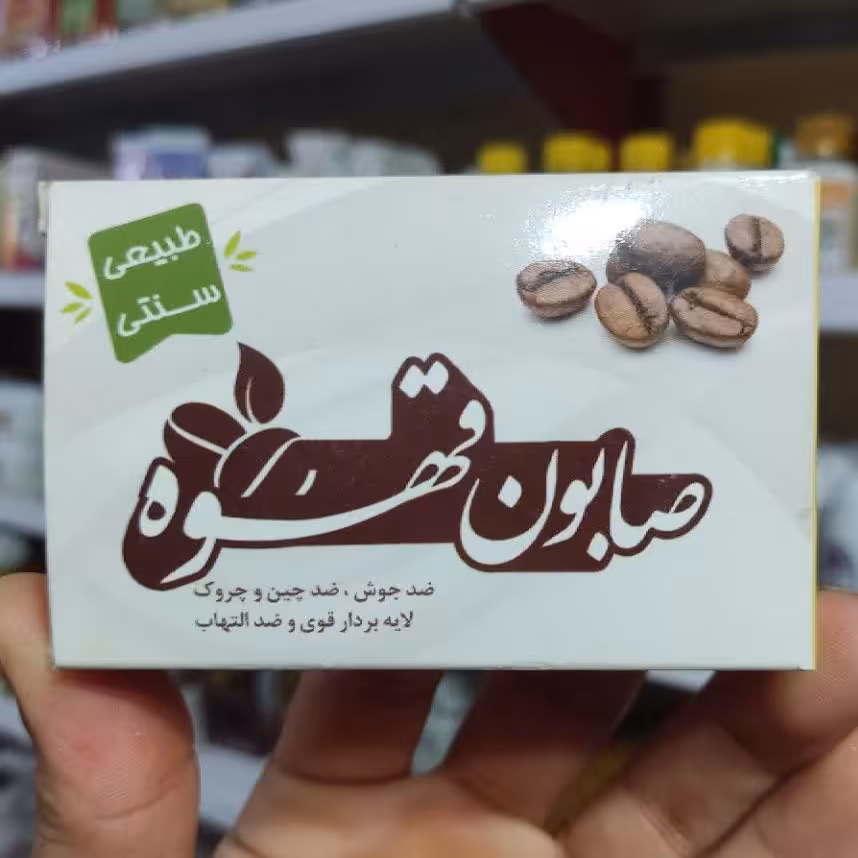 طبیعی
سنتی
صابون قهوه
ضد جوش ، ضد چین و چروک
لایه بردار قوی و ضد التهاب